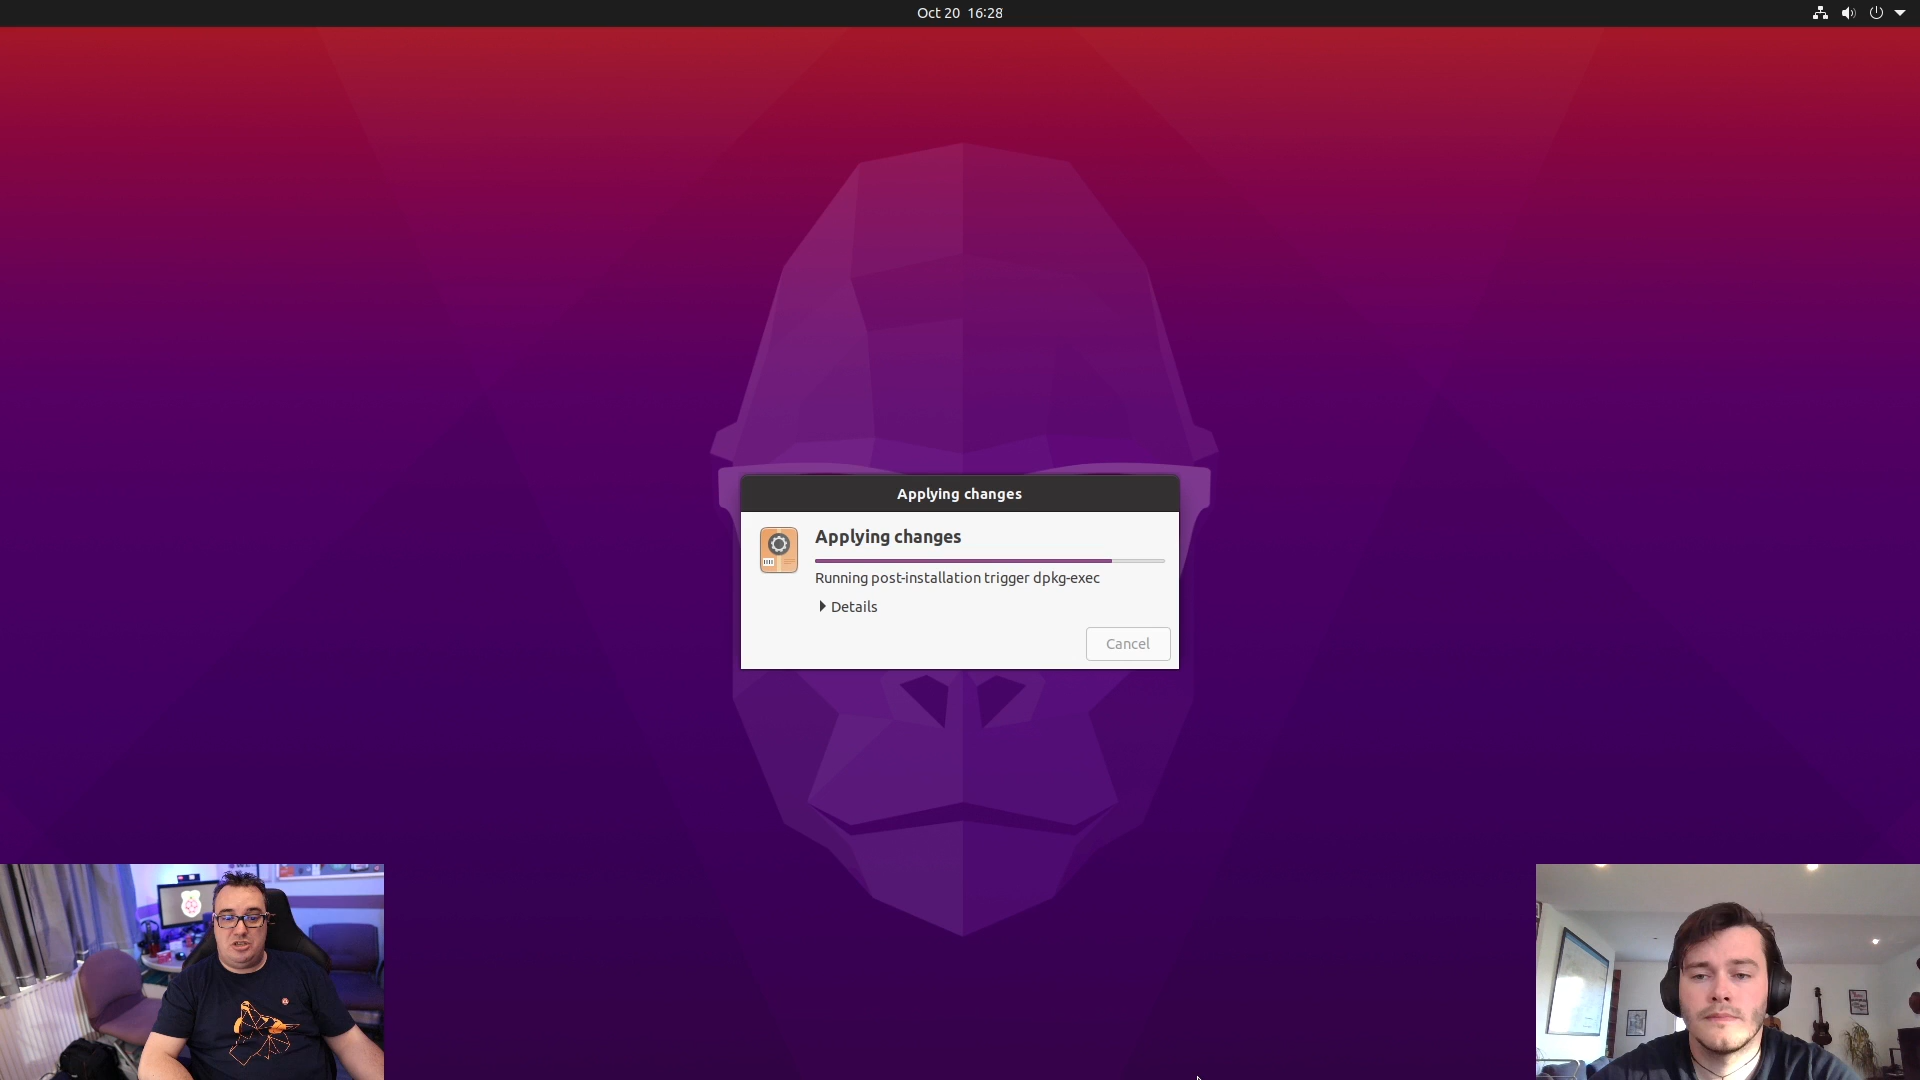 Oct 20 16:28
Applying changes
Applying changes
Running post-installation trigger dpkg-exec
Details
Cancel